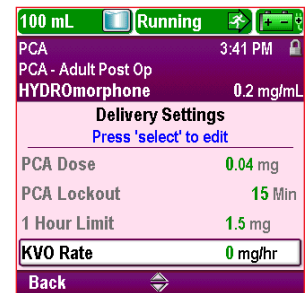 100 mL Running
PCA 3:41 PM
PCA - Adult Post Op
HYDROmorphone 0.2 mg/mL
Delivery Settings
Press 'select' to edit
PCA Dose 0.04 mg
PCA Lockout 15 Min
1 Hour Limit 1.5 mg
KVO Rate 0 mg/hr
Back